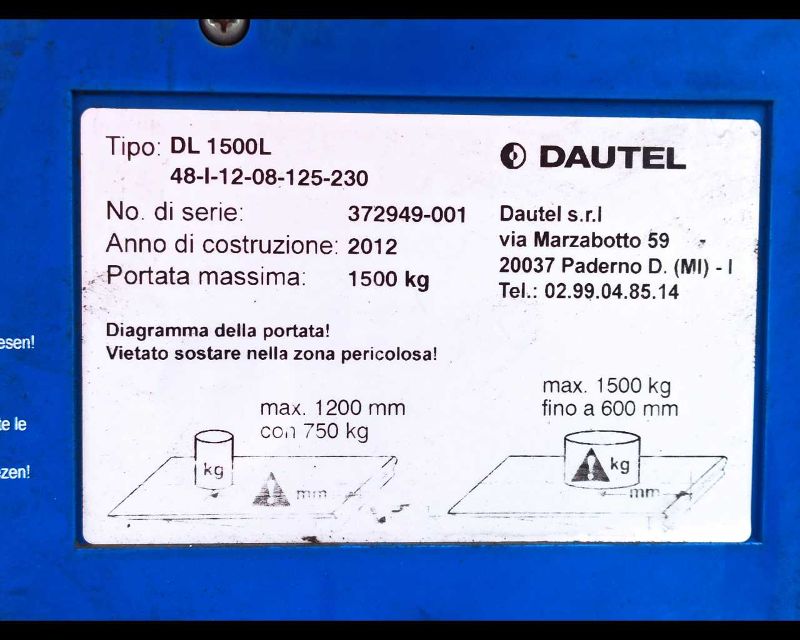 Tipo: DL 1500L
48-I-12-08-125-230
No. di serie: 372949-001
Anno di costruzione: 2012
Portata massima: 1500 kg
DAUTEL
Dautel s.r.l
via Marzabotto 59
20037 Paderno D. (MI) - I
Tel.: 02.99.04.85.14
Diagramma della portata!
Vietato sostare nella zona pericolosa!
max. 1200 mm
con 750 kg
kg
mm
max. 1500 kg
fino a 600 mm
kg
mm
esen!
te le
zen!